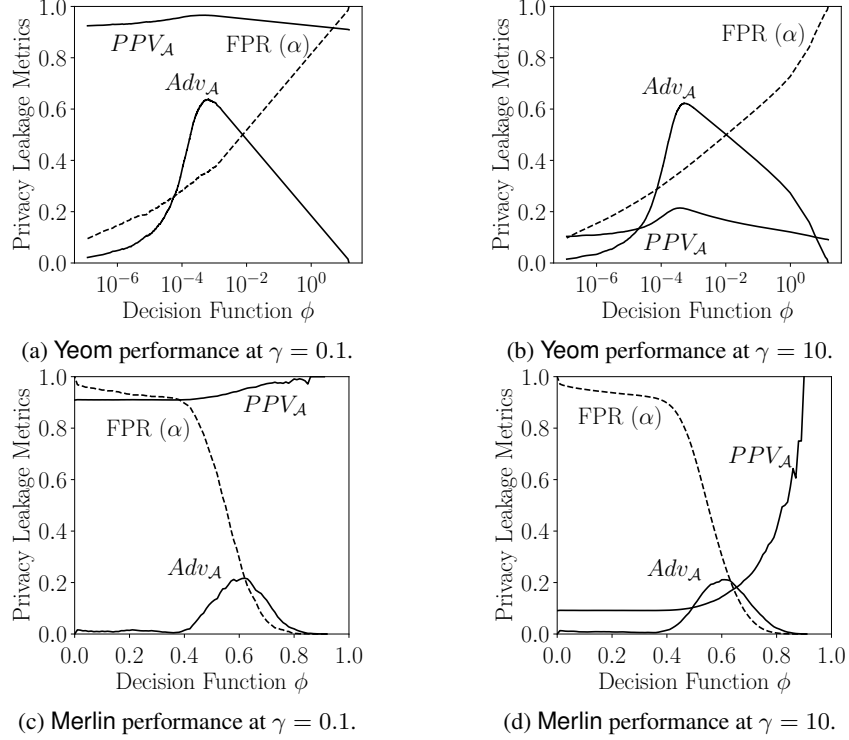 1.0
0.8
0.6
0.4
0.2
0.0
Privacy Leakage Metrics
PPV_A
FPR (α)
Adv_A
10^-6
10^-4
10^-2
10^0
Decision Function ϕ
(a) Yeom performance at γ = 0.1.
1.0
0.8
0.6
0.4
0.2
0.0
Privacy Leakage Metrics
FPR (α)
Adv_A
PPV_A
10^-6
10^-4
10^-2
10^0
Decision Function ϕ
(b) Yeom performance at γ = 10.
1.0
0.8
0.6
0.4
0.2
0.0
Privacy Leakage Metrics
PPV_A
FPR (α)
Adv_A
0.0 0.2 0.4 0.6 0.8 1.0
Decision Function ϕ
(c) Merlin performance at γ = 0.1.
1.0
0.8
0.6
0.4
0.2
0.0
Privacy Leakage Metrics
FPR (α)
PPV_A
Adv_A
0.0 0.2 0.4 0.6 0.8 1.0
Decision Function ϕ
(d) Merlin performance at γ = 10.